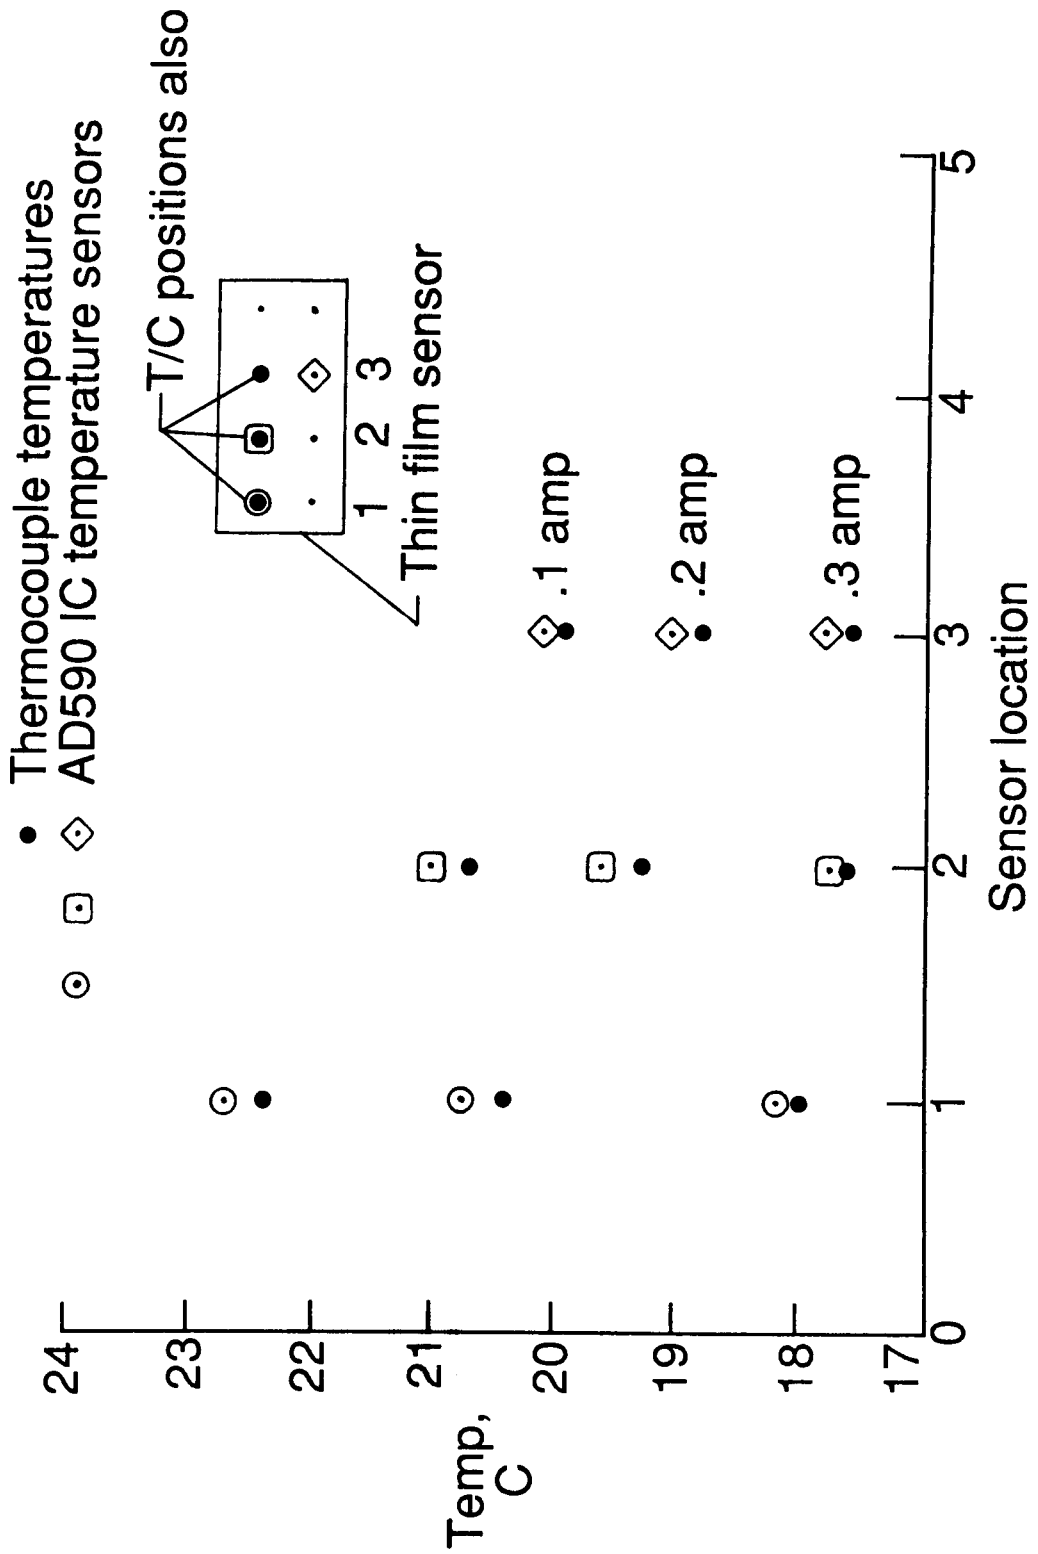 Thermocouple temperatures
AD590 IC temperature sensors
T/C positions also
1 2 3
Thin film sensor
24
23
22
21
20
19
18
17
Temp,
C
.1 amp
.2 amp
.3 amp
0 1 2 3 4 5
Sensor location